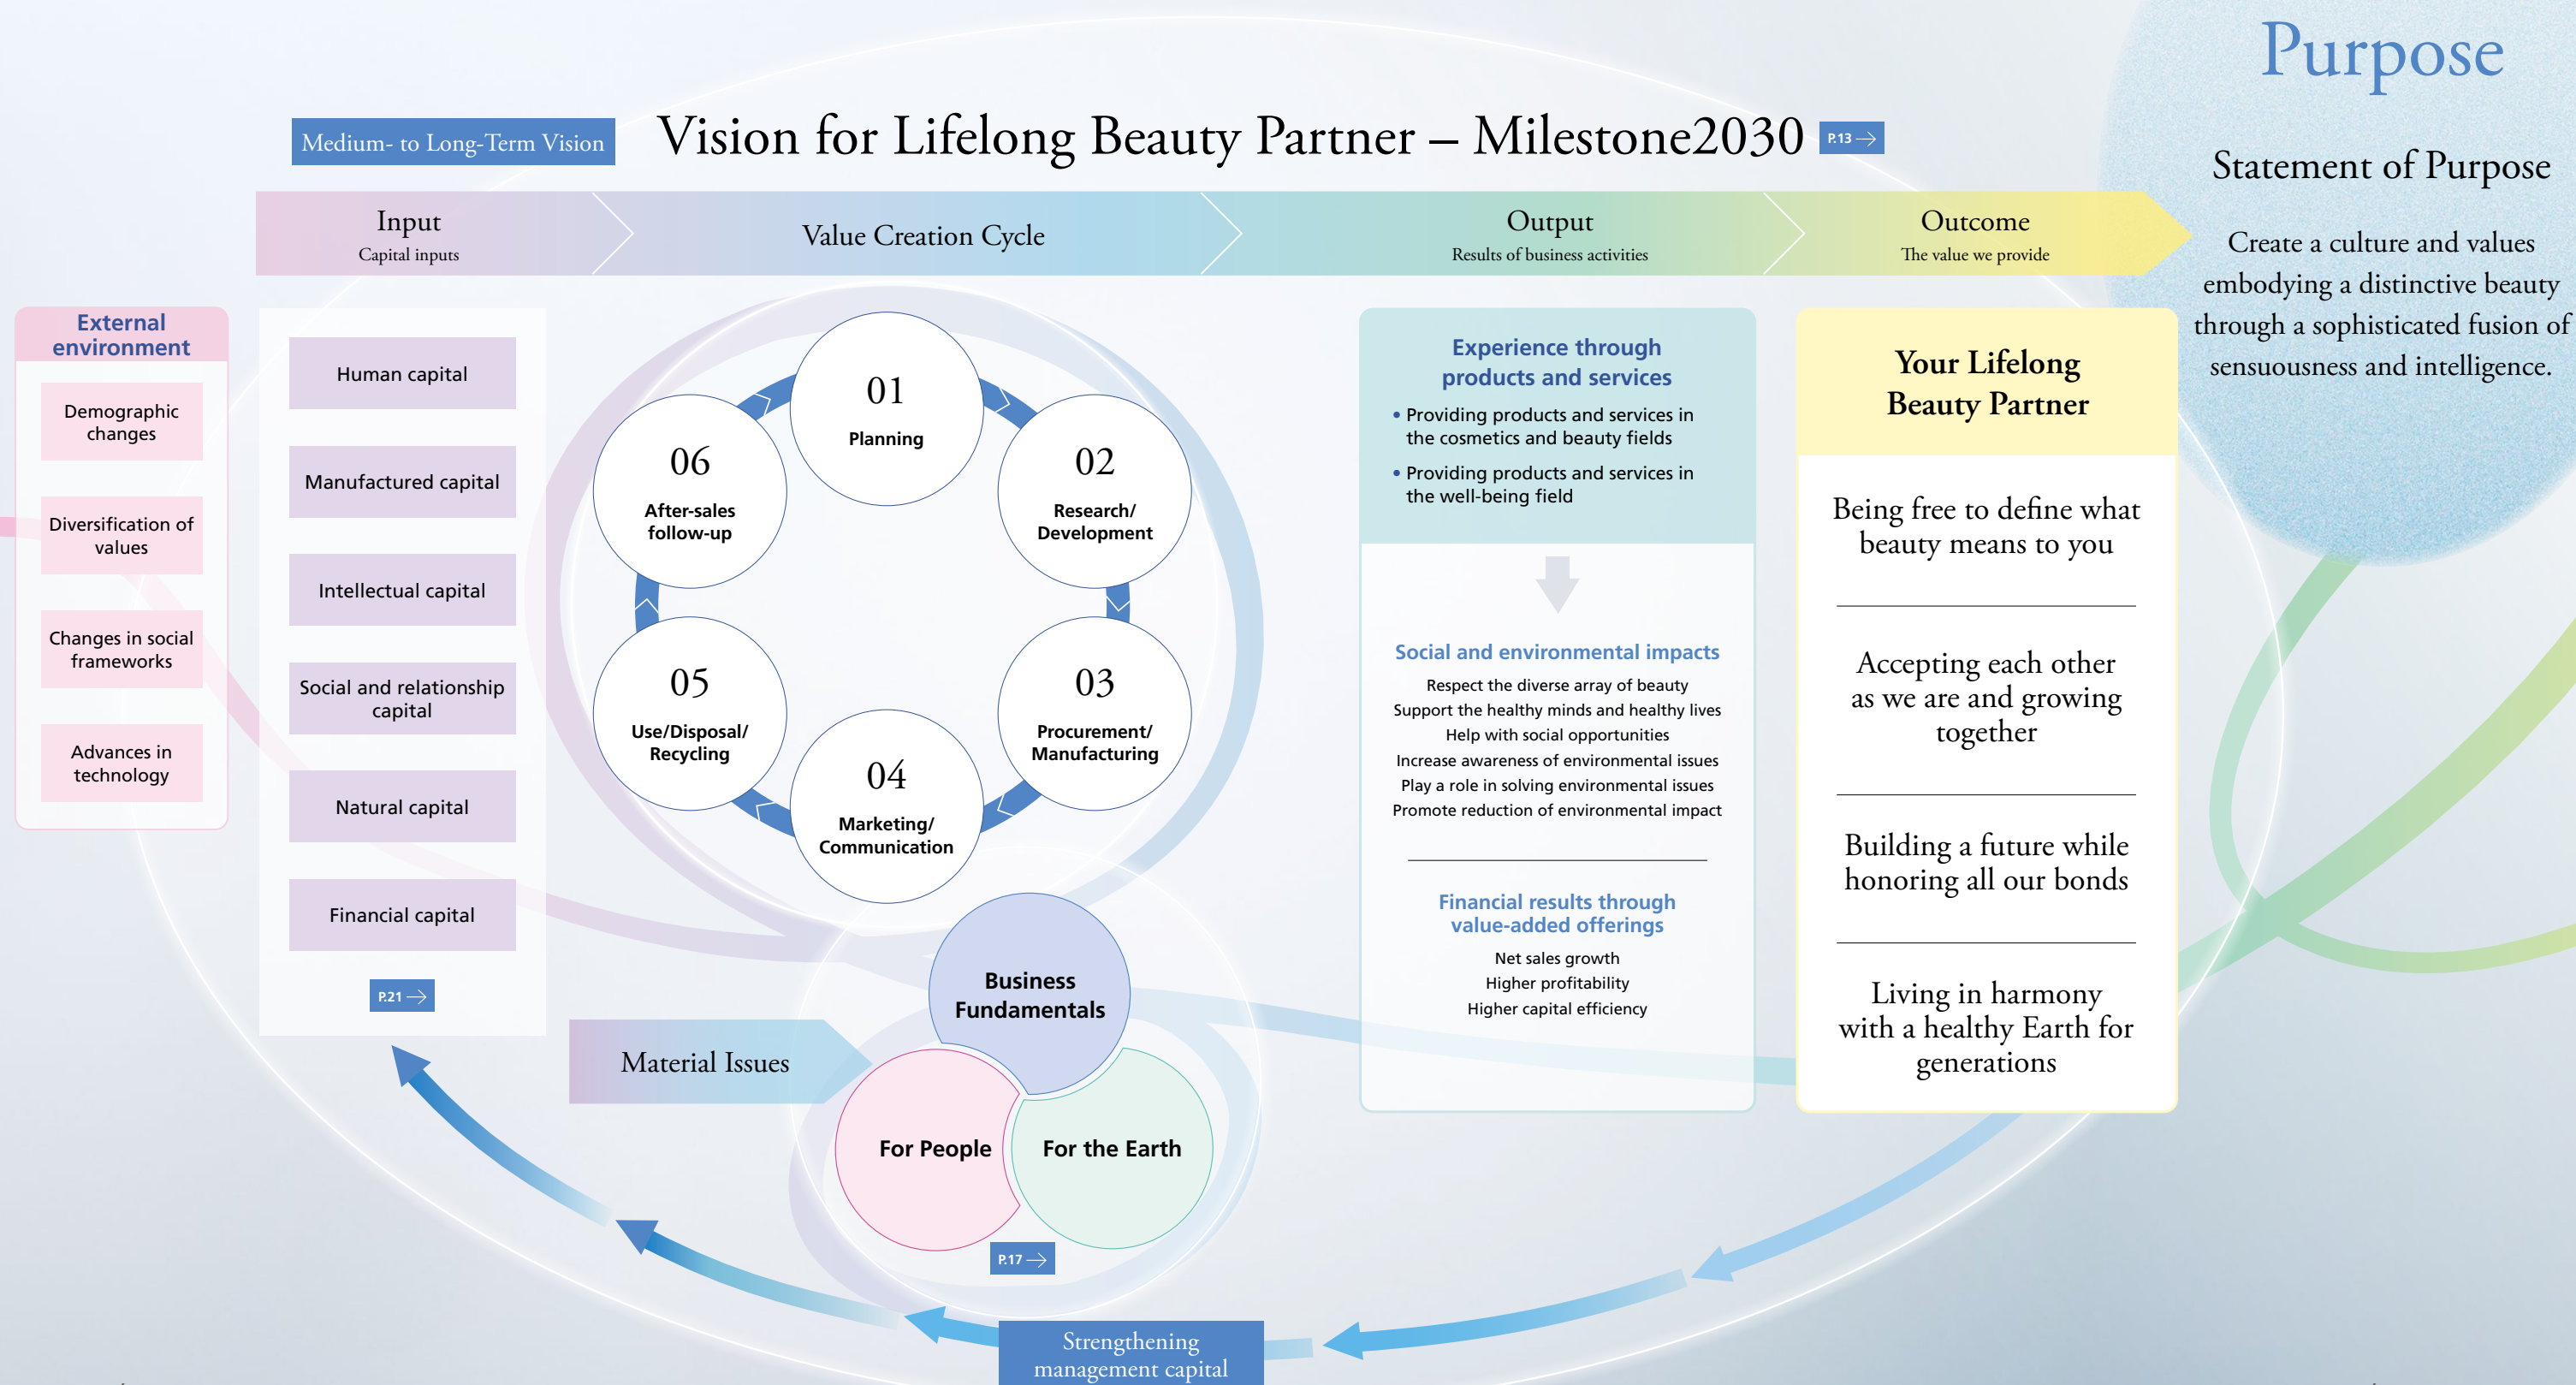 Purpose
Statement of Purpose
Create a culture and values
embodying a distinctive beauty
through a sophisticated fusion of
sensuousness and intelligence.
Medium- to Long-Term Vision
Vision for Lifelong Beauty Partner – Milestone2030
P.13
Input
Capital inputs
Value Creation Cycle
Output
Results of business activities
Outcome
The value we provide
External
environment
Demographic
changes
Diversification of
values
Changes in social
frameworks
Advances in
technology
Human capital
Manufactured capital
Intellectual capital
Social and relationship
capital
Natural capital
Financial capital
P.21
01
Planning
02
Research/
Development
03
Procurement/
Manufacturing
04
Marketing/
Communication
05
Use/Disposal/
Recycling
06
After-sales
follow-up
Material Issues
Business
Fundamentals
For People
For the Earth
P.17
Experience through
products and services
• Providing products and services in
the cosmetics and beauty fields
• Providing products and services in
the well-being field
Social and environmental impacts
Respect the diverse array of beauty
Support the healthy minds and healthy lives
Help with social opportunities
Increase awareness of environmental issues
Play a role in solving environmental issues
Promote reduction of environmental impact
Financial results through
value-added offerings
Net sales growth
Higher profitability
Higher capital efficiency
Your Lifelong
Beauty Partner
Being free to define what
beauty means to you
Accepting each other
as we are and growing
together
Building a future while
honoring all our bonds
Living in harmony
with a healthy Earth for
generations
Strengthening
management capital